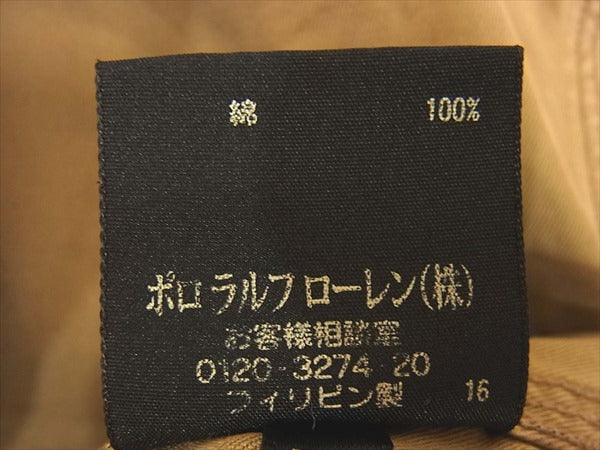 綿 100%
ポロ ラルフ ローレン(株)
お客様相談室
0120-3274-20
フィリピン製 16